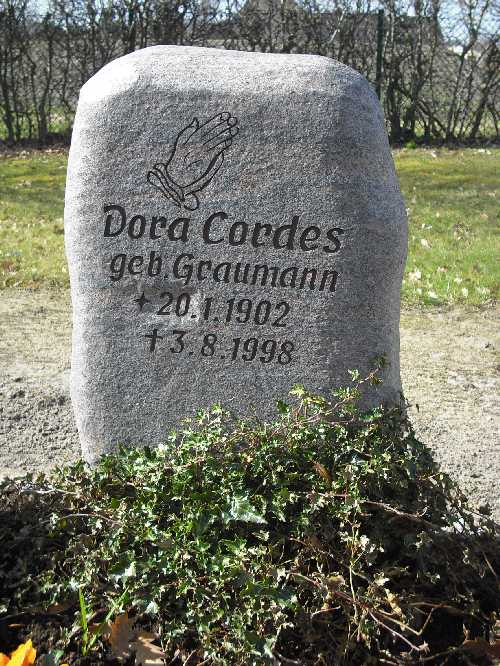 Dora Cordes
geb. Graumann
✦ 20.1.1902
† 3.8.1998